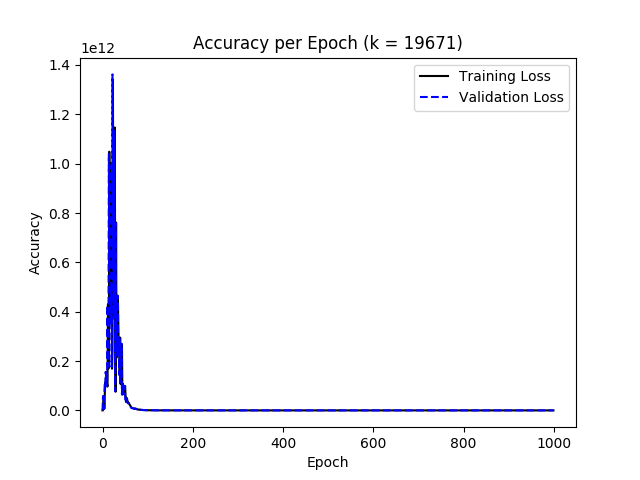 Accuracy per Epoch (k = 19671)
1e12
1.4
1.2
1.0
0.8
0.6
0.4
0.2
0.0
Accuracy
Training Loss
Validation Loss
0 200 400 600 800 1000
Epoch